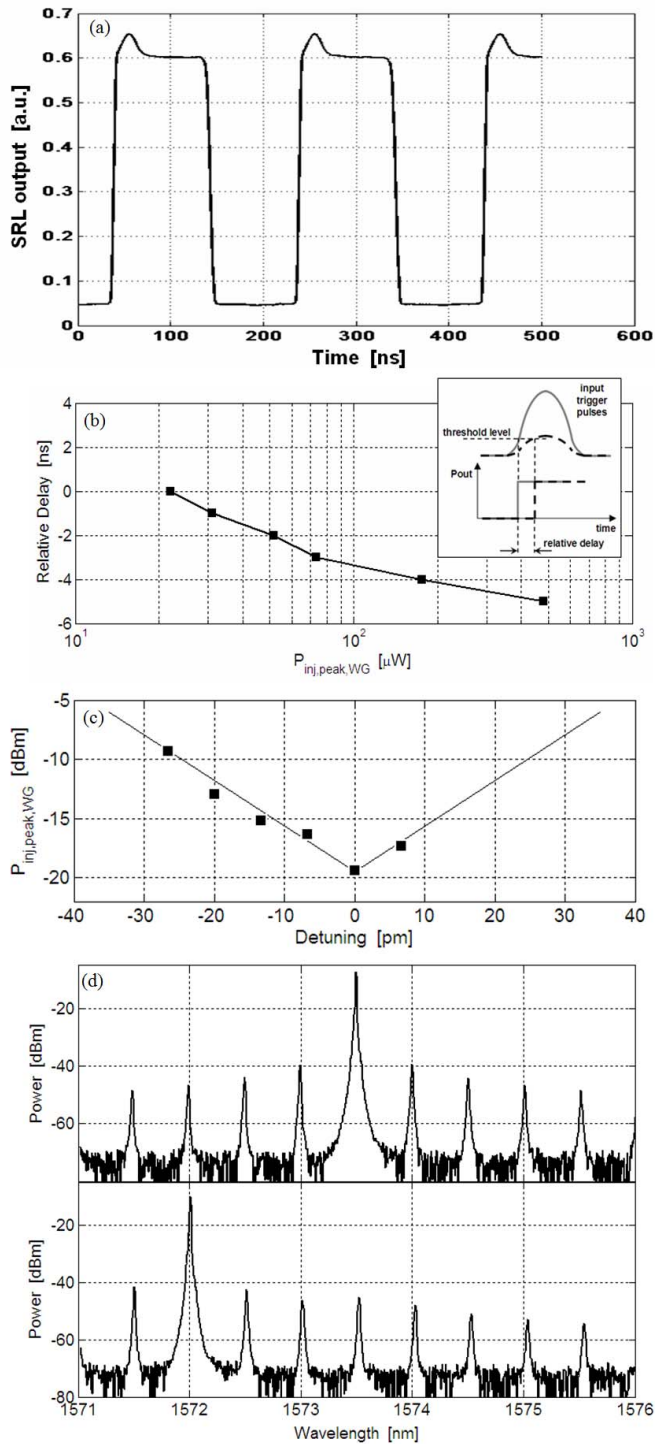 (a)
SRL output [a.u.]
0.7
0.6
0.5
0.4
0.3
0.2
0.1
0
0 100 200 300 400 500 600
Time [ns]
(b)
Relative Delay [ns]
4
2
0
-2
-4
-6
10^1 10^2 10^3
P_inj,peak,WG [μW]
input
trigger
pulses
threshold level
Pout
time
relative delay
(c)
P_inj,peak,WG [dBm]
-5
-10
-15
-20
-40 -30 -20 -10 0 10 20 30 40
Detuning [pm]
(d)
Power [dBm]
-20
-40
-60
Power [dBm]
-20
-40
-60
-80
1571 1572 1573 1574 1575 1576
Wavelength [nm]